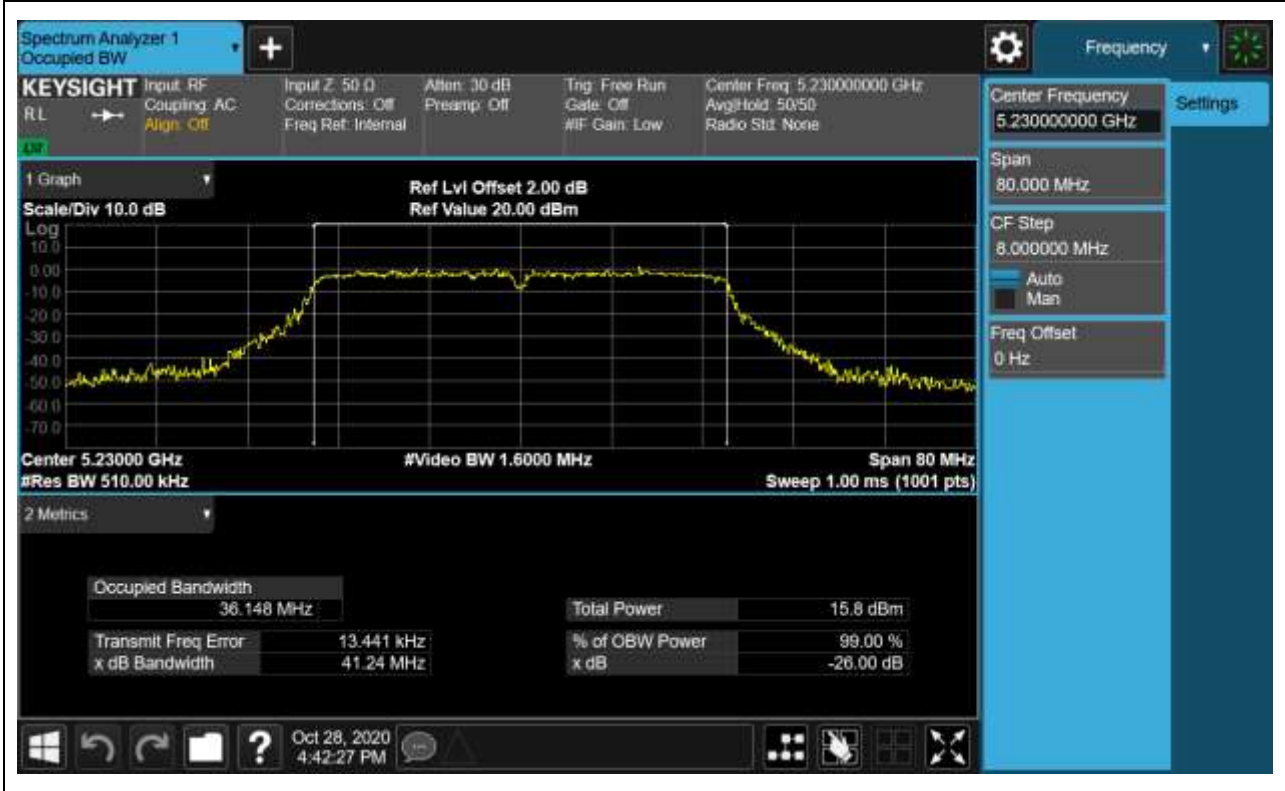 Spectrum Analyzer 1
Occupied BW
Frequency
KEYSIGHT
RL
Input: RF
Coupling: AC
Align: Off
Input Z: 50 Ω
Corrections: Off
Freq Ref: Internal
Atten: 30 dB
Preamp: Off
Trig: Free Run
Gate: Off
#IF Gain: Low
Center Freq: 5.230000000 GHz
Avg|Hold: 50/50
Radio Std: None
Center Frequency
5.230000000 GHz
Settings
Span
80.000 MHz
CF Step
8.000000 MHz
Auto
Man
Freq Offset
0 Hz
1 Graph
Ref Lvl Offset 2.00 dB
Scale/Div 10.0 dB
Ref Value 20.00 dBm
Log
10.0
0.00
-10.0
-20.0
-30.0
-40.0
-50.0
-60.0
-70.0
Center 5.23000 GHz
#Video BW 1.6000 MHz
Span 80 MHz
#Res BW 510.00 kHz
Sweep 1.00 ms (1001 pts)
2 Metrics
Occupied Bandwidth
36.148 MHz
Total Power 15.8 dBm
Transmit Freq Error 13.441 kHz
% of OBW Power 99.00 %
x dB Bandwidth 41.24 MHz
x dB -26.00 dB
?
Oct 28, 2020
4:42:27 PM